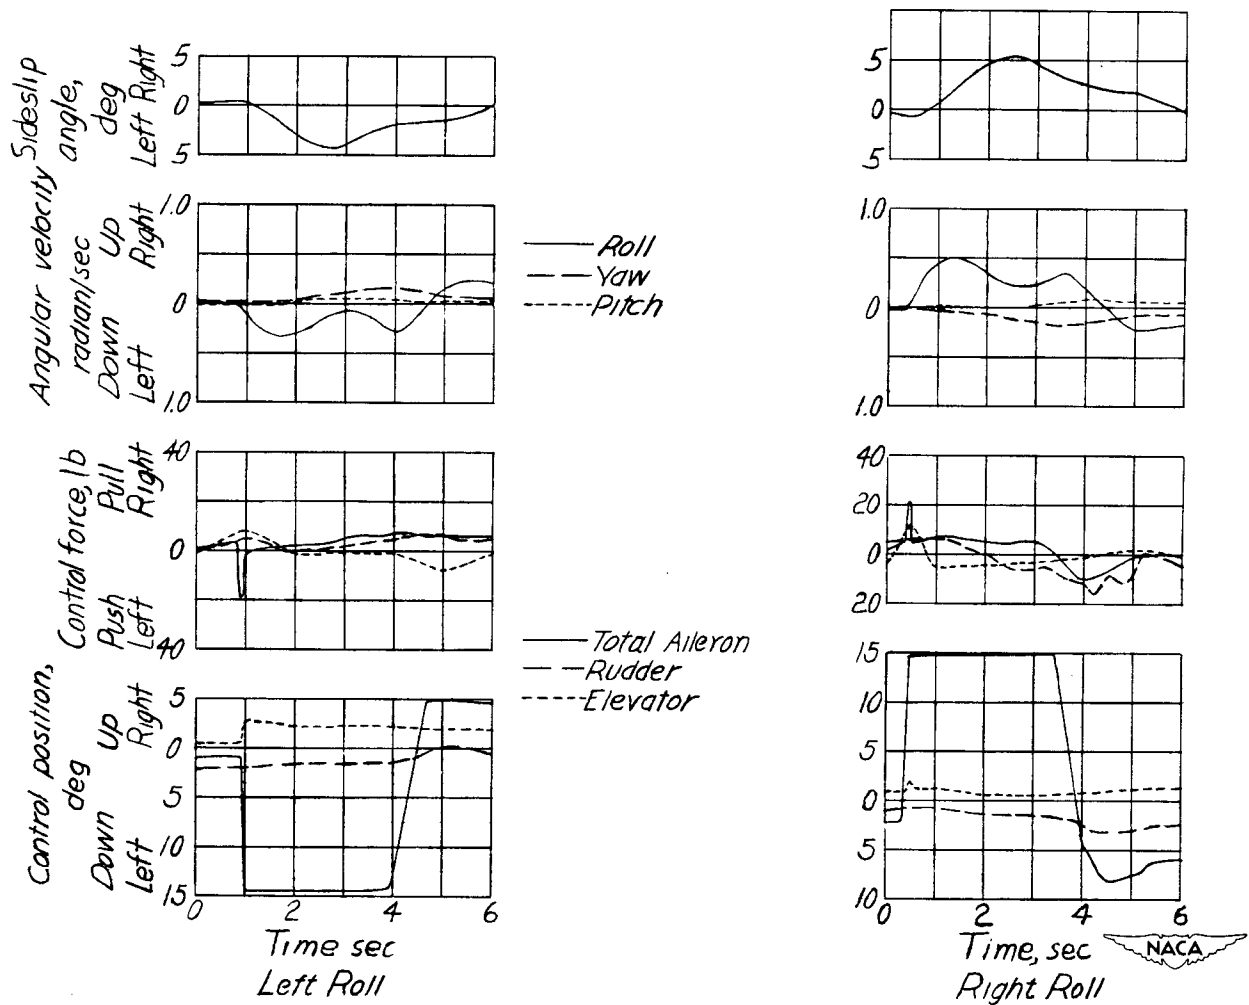 Sideslip
angle,
deg
Left Right
5
0
5
5
0
5
Angular velocity
radian/sec
Down Up
Left Right
1.0
0
1.0
Roll
Yaw
Pitch
1.0
0
1.0
Control force, lb
Push Pull
Left Right
40
0
40
40
20
0
20
Total Aileron
Rudder
Elevator
Control position,
deg
Down Up
Left Right
5
0
5
10
15
0 2 4 6
Time sec
Left Roll
15
10
5
0
5
10
0 2 4 6
Time, sec
Right Roll
NACA